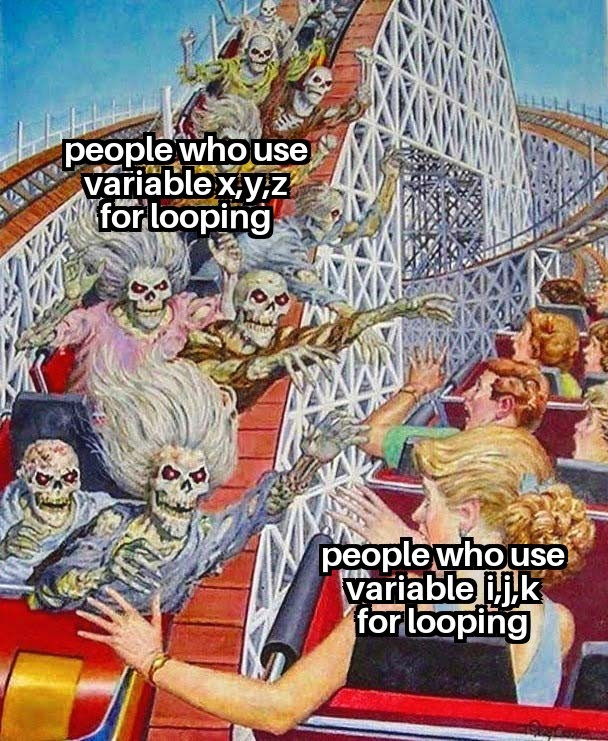 people who use
variable x,y,z
for looping
people who use
variable i,j,k
for looping